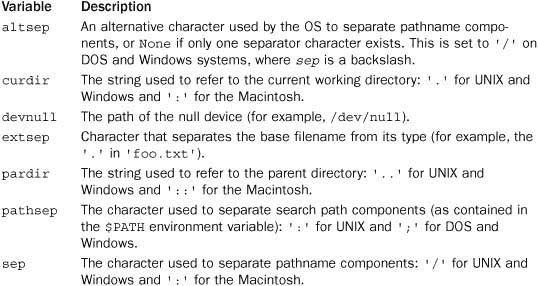 Variable Description
altsep An alternative character used by the OS to separate pathname compo-
nents, or None if only one separator character exists. This is set to '/' on
DOS and Windows systems, where sep is a backslash.
curdir The string used to refer to the current working directory: '.' for UNIX and
Windows and ':' for the Macintosh.
devnull The path of the null device (for example, /dev/null).
extsep Character that separates the base filename from its type (for example, the
'.' in 'foo.txt').
pardir The string used to refer to the parent directory: '..' for UNIX and
Windows and '::' for the Macintosh.
pathsep The character used to separate search path components (as contained in
the $PATH environment variable): ':' for UNIX and ';' for DOS and
Windows.
sep The character used to separate pathname components: '/' for UNIX and
Windows and ':' for the Macintosh.